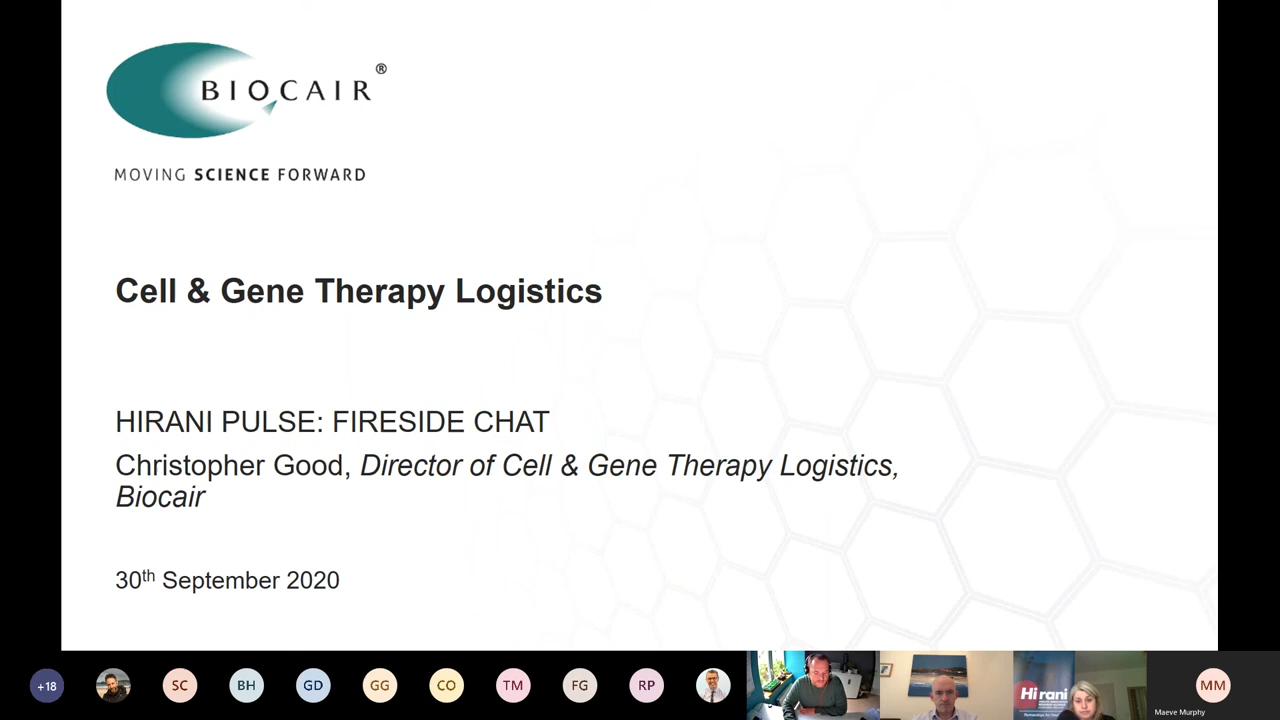 BIOCAIR®
MOVING SCIENCE FORWARD
Cell & Gene Therapy Logistics
HIRANI PULSE: FIRESIDE CHAT
Christopher Good, Director of Cell & Gene Therapy Logistics,
Biocair
30th September 2020
+18
SC
BH
GD
GG
CO
TM
FG
RP
Hirani
MM
Maeve Murphy